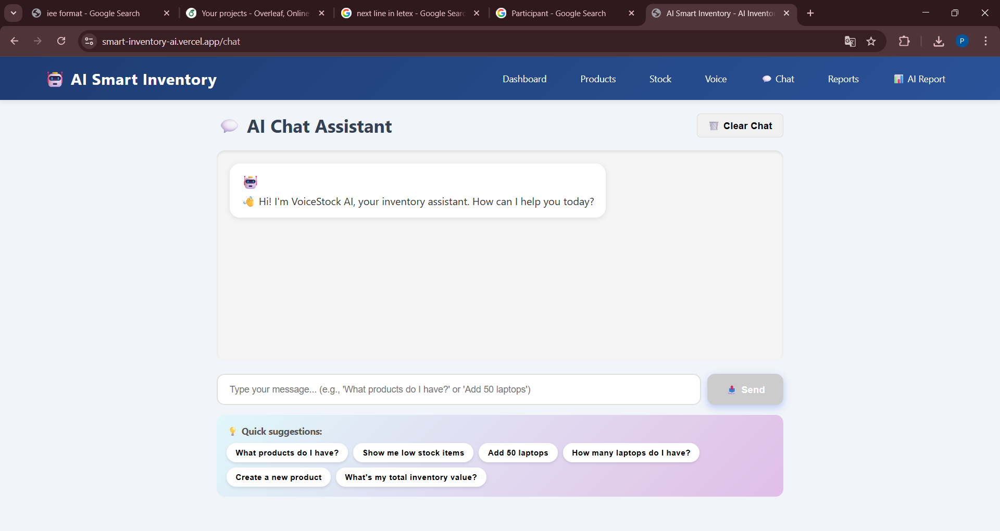 iee format - Google Search
Your projects - Overleaf, Online
next line in letex - Google Searc
Participant - Google Search
AI Smart Inventory - AI Invento
smart-inventory-ai.vercel.app/chat
P
AI Smart Inventory
Dashboard
Products
Stock
Voice
Chat
Reports
AI Report
AI Chat Assistant
Clear Chat
Hi! I'm VoiceStock AI, your inventory assistant. How can I help you today?
Type your message... (e.g., 'What products do I have?' or 'Add 50 laptops')
Send
Quick suggestions:
What products do I have?
Show me low stock items
Add 50 laptops
How many laptops do I have?
Create a new product
What's my total inventory value?